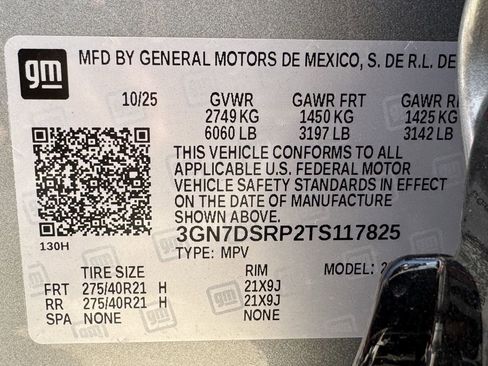 gm
MFD BY GENERAL MOTORS DE MEXICO, S. DE R.L. DE
10/25 GVWR GAWR FRT GAWR
2749 KG 1450 KG 1425 KG
6060 LB 3197 LB 3142 LB
THIS VEHICLE CONFORMS TO ALL
APPLICABLE U.S. FEDERAL MOTOR
VEHICLE SAFETY STANDARDS IN EFFECT
ON THE DATE OF MANUFACTURE
SHOWN ABOVE.
3GN7DSRP2TS117825
130H
TYPE: MPV MODEL: 2
TIRE SIZE RIM
FRT 275/40R21 H 21X9J
RR 275/40R21 H 21X9J
SPA NONE NONE